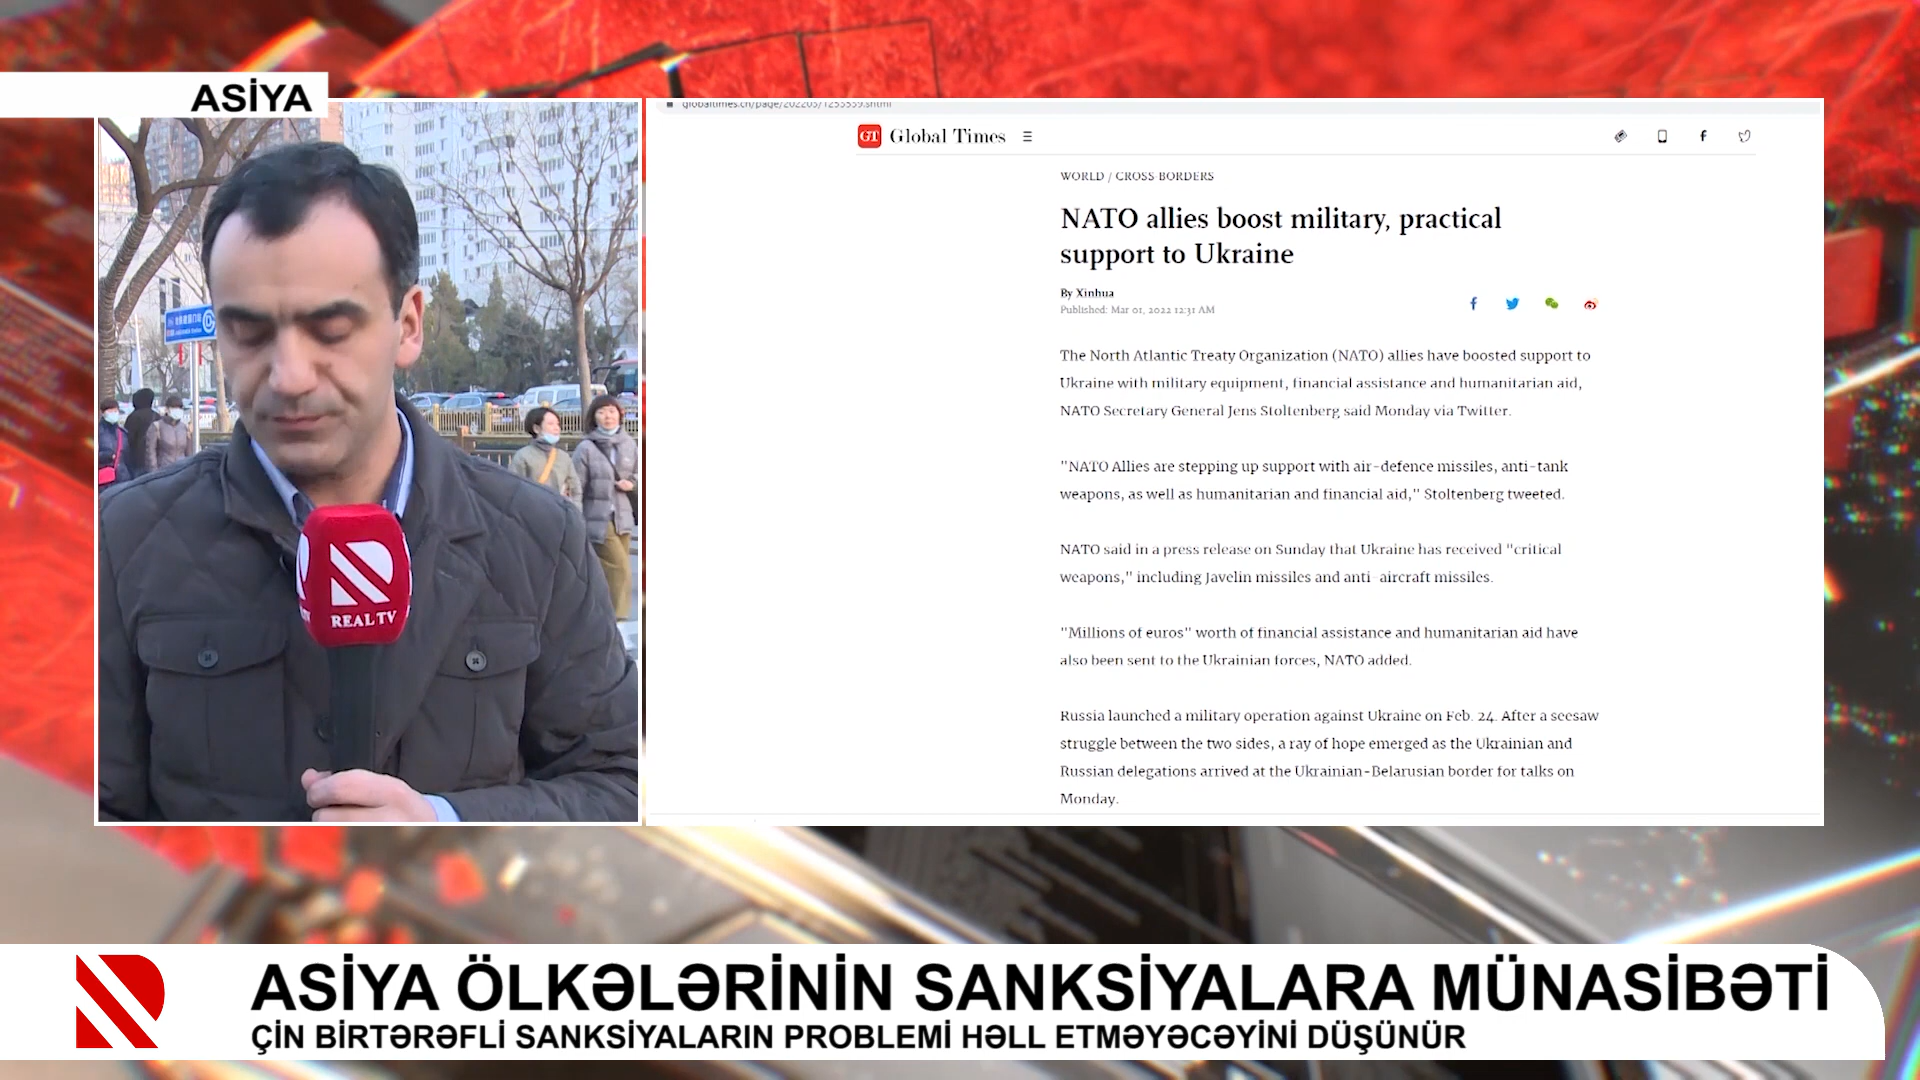 ASİYA
globaltimes.cn/page/202203/1253539.shtml
GT Global Times
WORLD / CROSS-BORDERS
NATO allies boost military, practical
support to Ukraine
By Xinhua
Published: Mar 01, 2022 12:31 AM
The North Atlantic Treaty Organization (NATO) allies have boosted support to
Ukraine with military equipment, financial assistance and humanitarian aid,
NATO Secretary General Jens Stoltenberg said Monday via Twitter.
"NATO Allies are stepping up support with air-defence missiles, anti-tank
weapons, as well as humanitarian and financial aid," Stoltenberg tweeted.
NATO said in a press release on Sunday that Ukraine has received "critical
weapons," including Javelin missiles and anti-aircraft missiles.
"Millions of euros" worth of financial assistance and humanitarian aid have
also been sent to the Ukrainian forces, NATO added.
Russia launched a military operation against Ukraine on Feb. 24. After a seesaw
struggle between the two sides, a ray of hope emerged as the Ukrainian and
Russian delegations arrived at the Ukrainian-Belarusian border for talks on
Monday.
REAL TV
ASİYA ÖLKƏLƏRİNİN SANKSİYALARA MÜNASİBƏTİ
ÇİN BİRTƏRƏFLİ SANKSİYALARIN PROBLEMİ HƏLL ETMƏYƏCƏYİNİ DÜŞÜNÜR